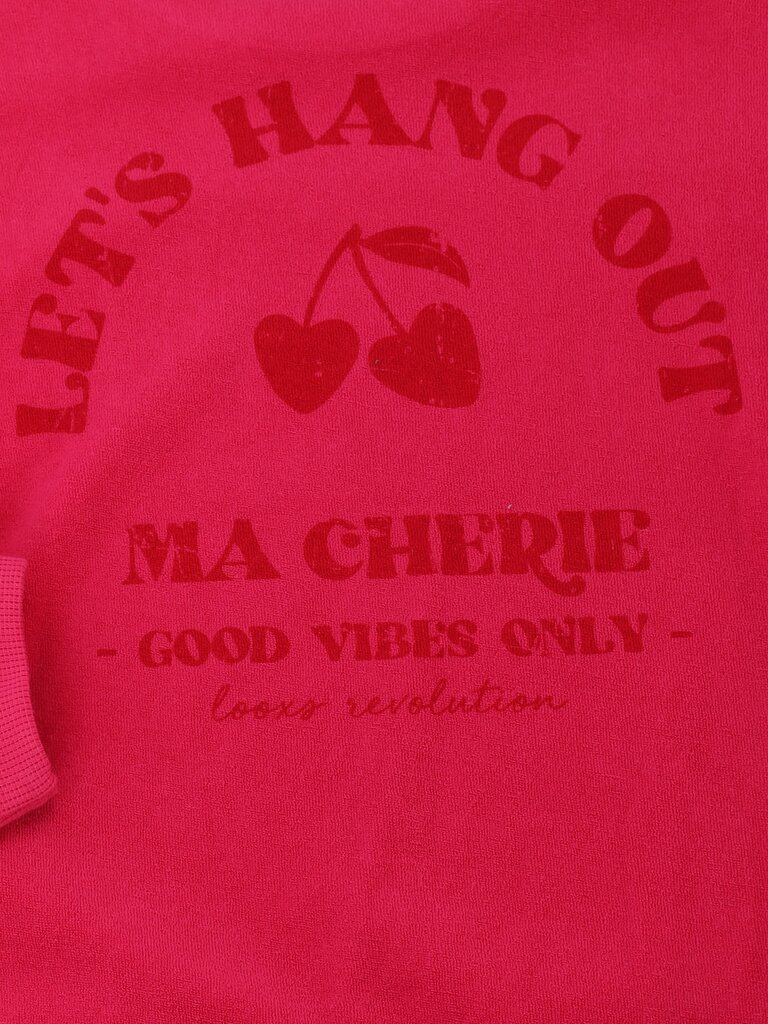 LET'S HANG OUT
MA CHERIE
- GOOD VIBES ONLY -
looxs revolution